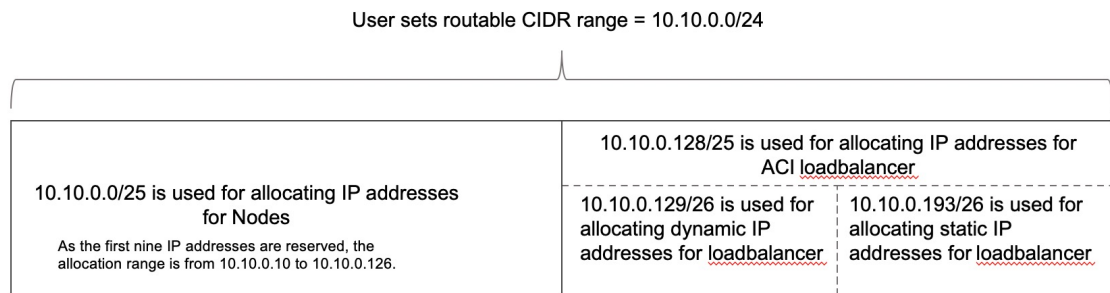 User sets routable CIDR range = 10.10.0.0/24
10.10.0.128/25 is used for allocating IP addresses for
ACI loadbalancer
10.10.0.0/25 is used for allocating IP addresses
for Nodes
As the first nine IP addresses are reserved, the
allocation range is from 10.10.0.10 to 10.10.0.126.
10.10.0.129/26 is used for
allocating dynamic IP
addresses for loadbalancer
10.10.0.193/26 is used for
allocating static IP
addresses for loadbalancer